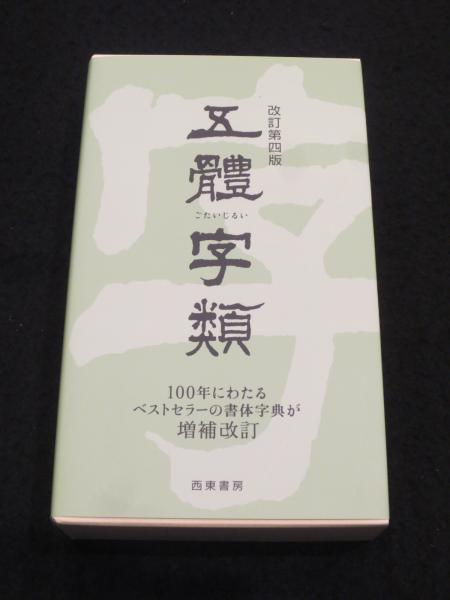 改訂第四版
五體字類
ごたいじるい
100年にわたる
ベストセラーの書体字典が
増補改訂
西東書房
字